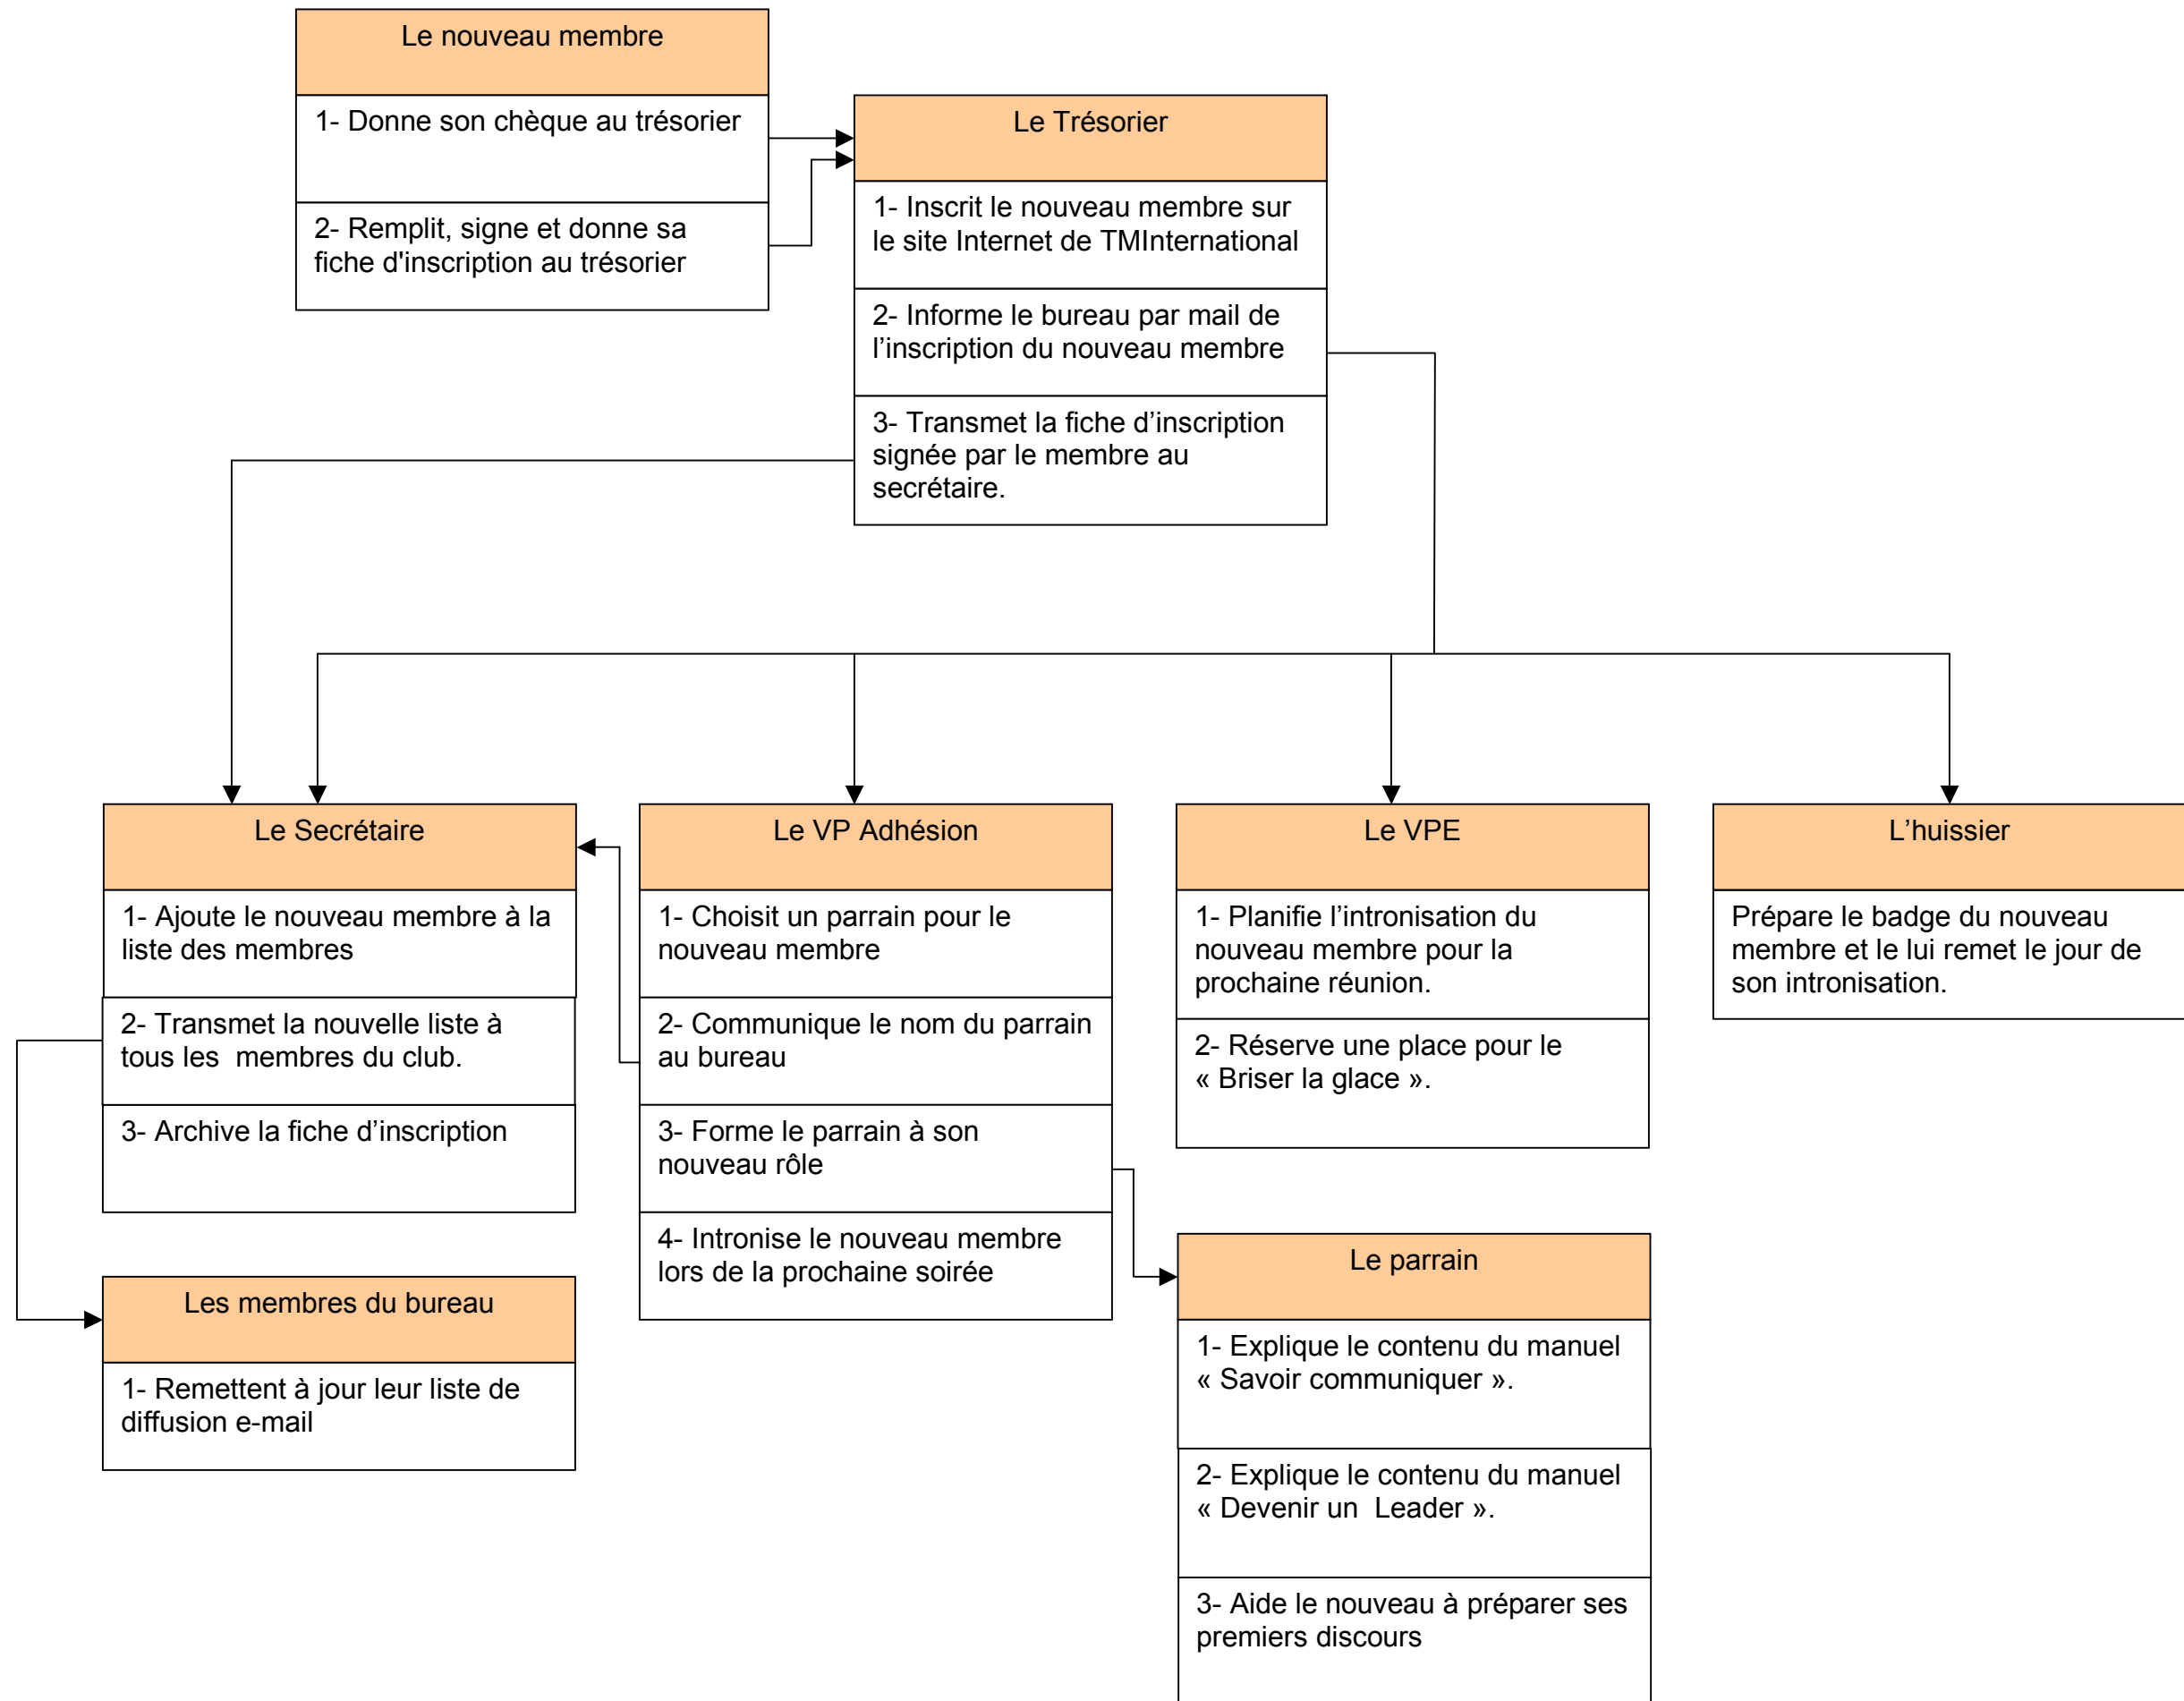 Le nouveau membre
1- Donne son chèque au trésorier
2- Remplit, signe et donne sa
fiche d'inscription au trésorier
Le Trésorier
1- Inscrit le nouveau membre sur
le site Internet de TMInternational
2- Informe le bureau par mail de
l’inscription du nouveau membre
3- Transmet la fiche d’inscription
signée par le membre au
secrétaire.
Le Secrétaire
1- Ajoute le nouveau membre à la
liste des membres
2- Transmet la nouvelle liste à
tous les  membres du club.
3- Archive la fiche d’inscription
Les membres du bureau
1- Remettent à jour leur liste de
diffusion e-mail
Le VP Adhésion
1- Choisit un parrain pour le
nouveau membre
2- Communique le nom du parrain
au bureau
3- Forme le parrain à son
nouveau rôle
4- Intronise le nouveau membre
lors de la prochaine soirée
Le VPE
1- Planifie l’intronisation du
nouveau membre pour la
prochaine réunion.
2- Réserve une place pour le
« Briser la glace ».
Le parrain
1- Explique le contenu du manuel
« Savoir communiquer ».
2- Explique le contenu du manuel
« Devenir un  Leader ».
3- Aide le nouveau à préparer ses
premiers discours
L’huissier
Prépare le badge du nouveau
membre et le lui remet le jour de
son intronisation.